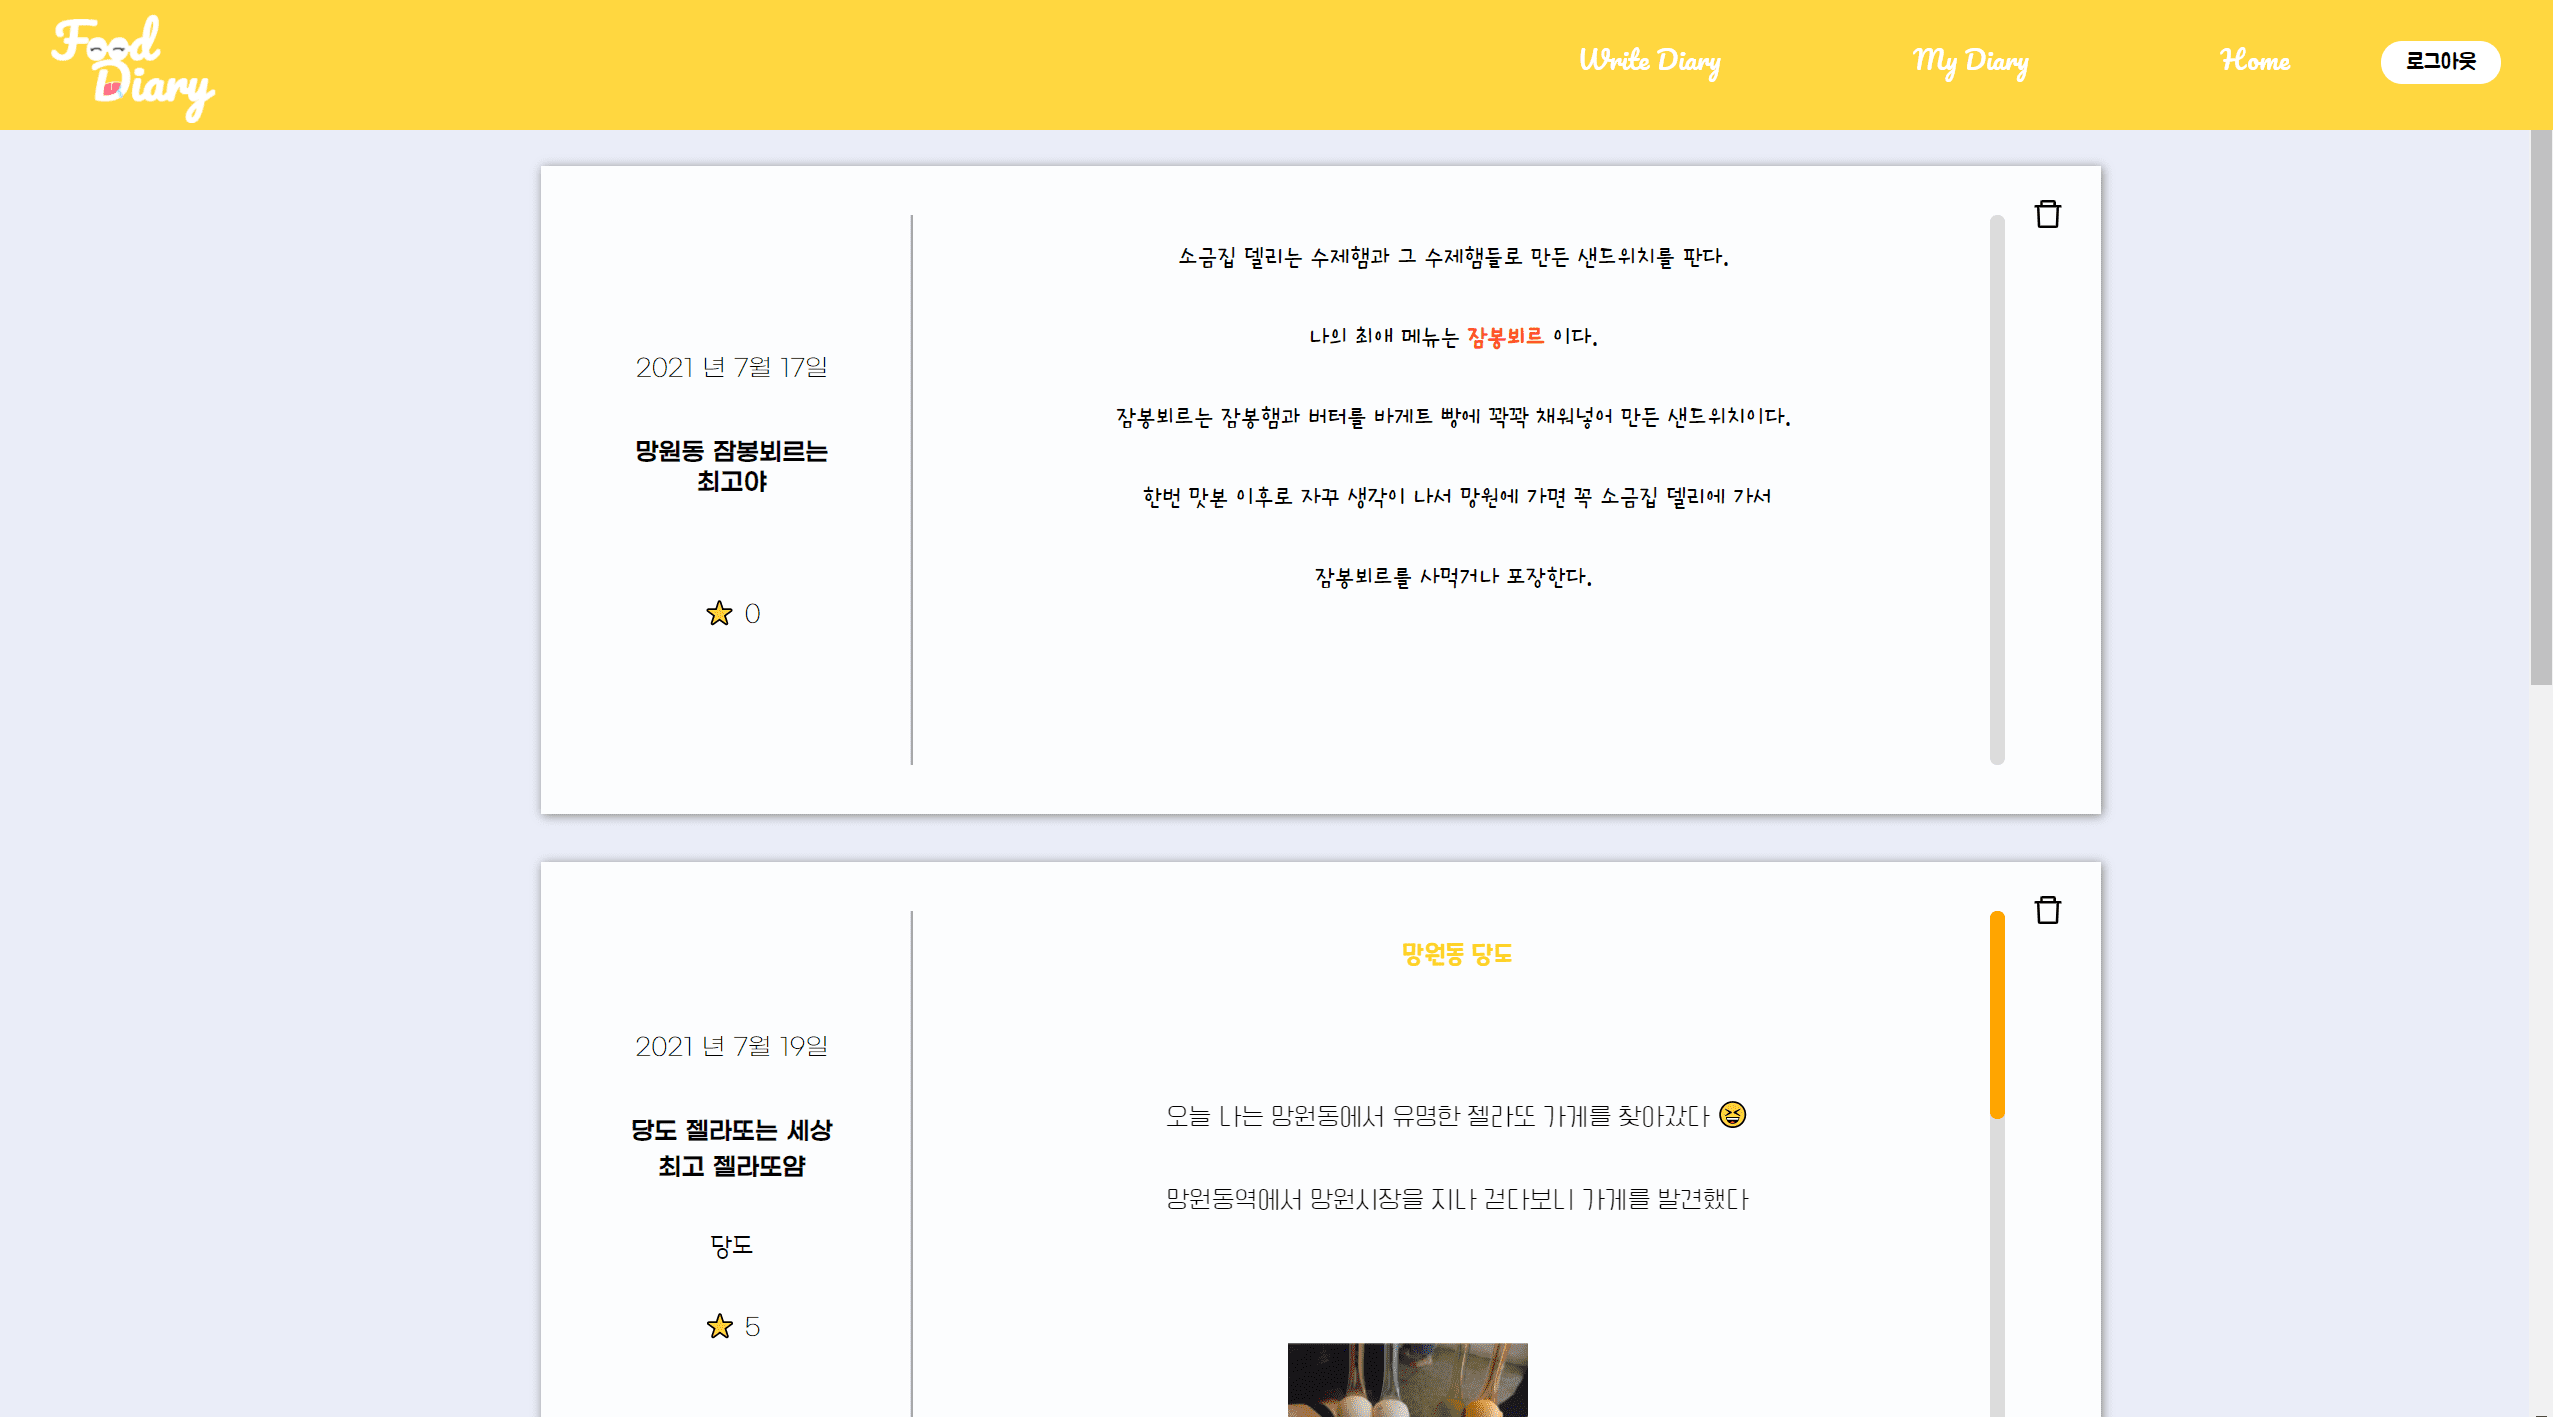 Food
Diary
Write Diary
My Diary
Home
로그아웃
2021 년 7월 17일
망원동 잠봉뵈르는
최고야
0
소금집 델리는 수제햄과 그 수제햄들로 만든 샌드위치를 판다.
나의 최애 메뉴는 잠봉뵈르 이다.
잠봉뵈르는 잠봉햄과 버터를 바게트 빵에 꽉꽉 채워넣어 만든 샌드위치이다.
한번 맛본 이후로 자꾸 생각이 나서 망원에 가면 꼭 소금집 델리에 가서
잠봉뵈르를 사먹거나 포장한다.
2021 년 7월 19일
당도 젤라또는 세상
최고 젤라또얌
당도
5
망원동 당도
오늘 나는 망원동에서 유명한 젤라또 가게를 찾아갔다 😆
망원동역에서 망원시장을 지나 걷다보니 가게를 발견했다